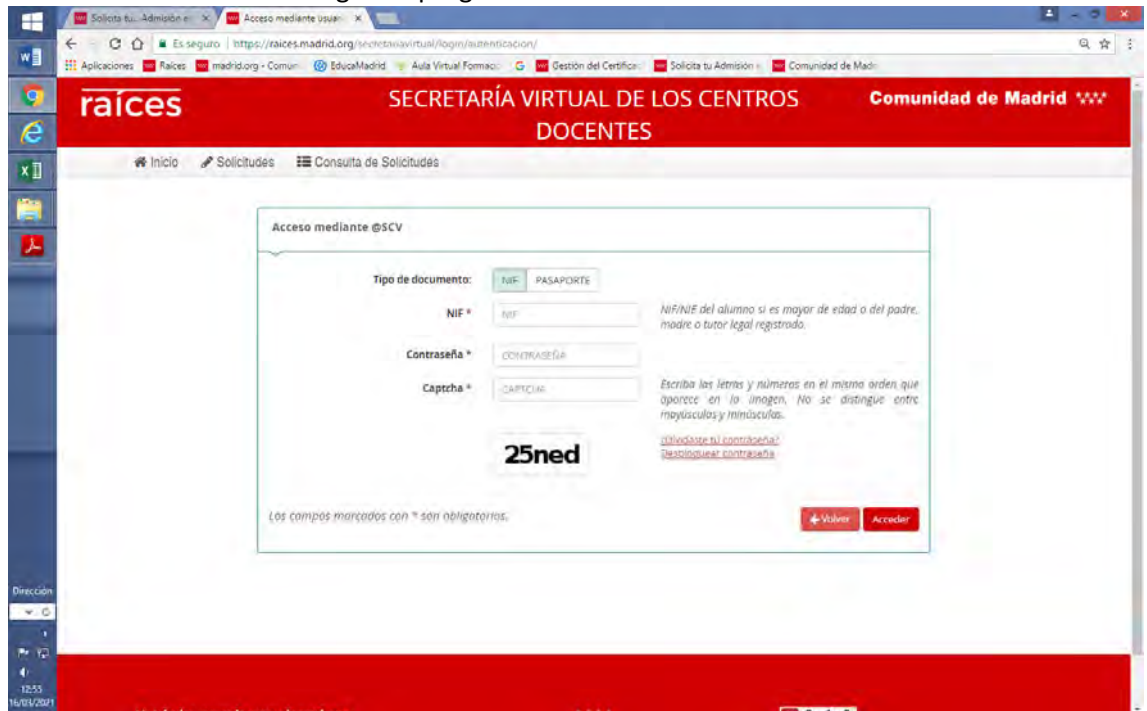 Solicita tu.. Admisión e
Acceso mediante usuari
Es seguro | https://raices.madrid.org/secretariavirtual/login/autenticacion/
Aplicaciones Raices madrid.org - Comun EducaMadrid Aula Virtual Formac G Gestión del Certifica Solicita tu Admisión Comunidad de Madr
raíces
SECRETARÍA VIRTUAL DE LOS CENTROS
DOCENTES
Comunidad de Madrid
Inicio Solicitudes Consulta de Solicitudes
Acceso mediante @SCV
Tipo de documento: NIF PASAPORTE
NIF * NIF
NIF/NIE del alumno si es mayor de edad o del padre,
madre o tutor legal registrado.
Contraseña * CONTRASEÑA
Captcha * CAPTCHA
Escriba las letras y números en el mismo orden que
aparece en la imagen. No se distingue entre
mayúsculas y minúsculas.
25ned
¿Olvidaste tu contraseña?
Desbloquear contraseña
Los campos marcados con * son obligatorios.
Volver Acceder
Dirección
12:55
16/03/2021